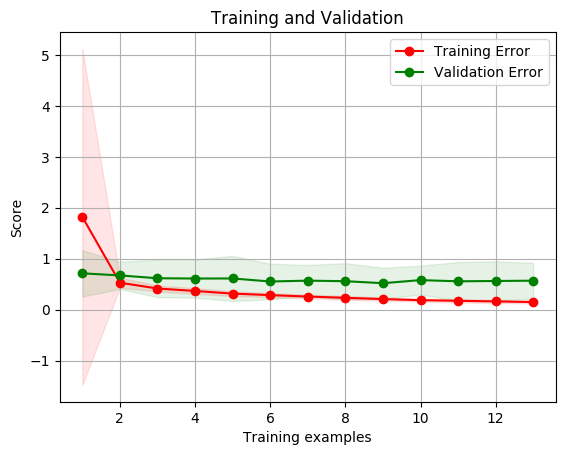 Training and Validation
Training Error
Validation Error
Score
5
4
3
2
1
0
−1
2
4
6
8
10
12
Training examples